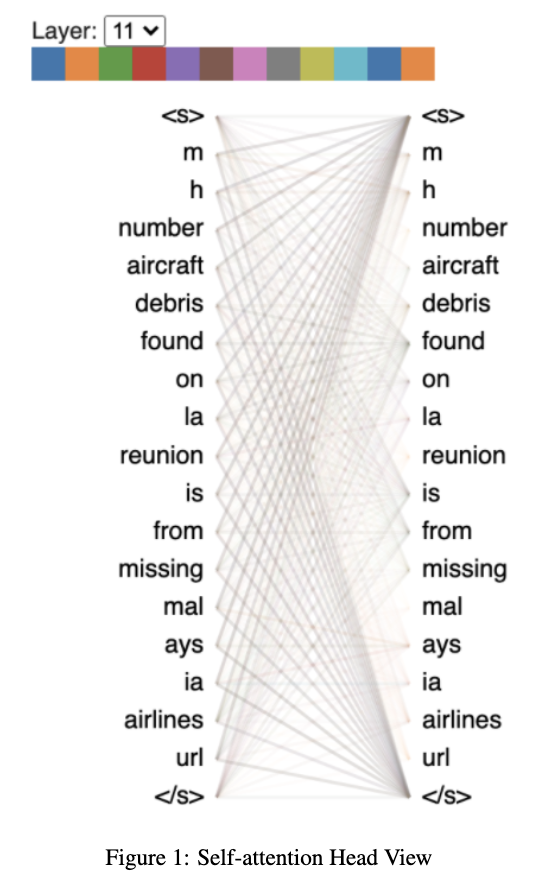 Layer: 11
<s> <s>
m m
h h
number number
aircraft aircraft
debris debris
found found
on on
la la
reunion reunion
is is
from from
missing missing
mal mal
ays ays
ia ia
airlines airlines
url url
</s> </s>
Figure 1: Self-attention Head View